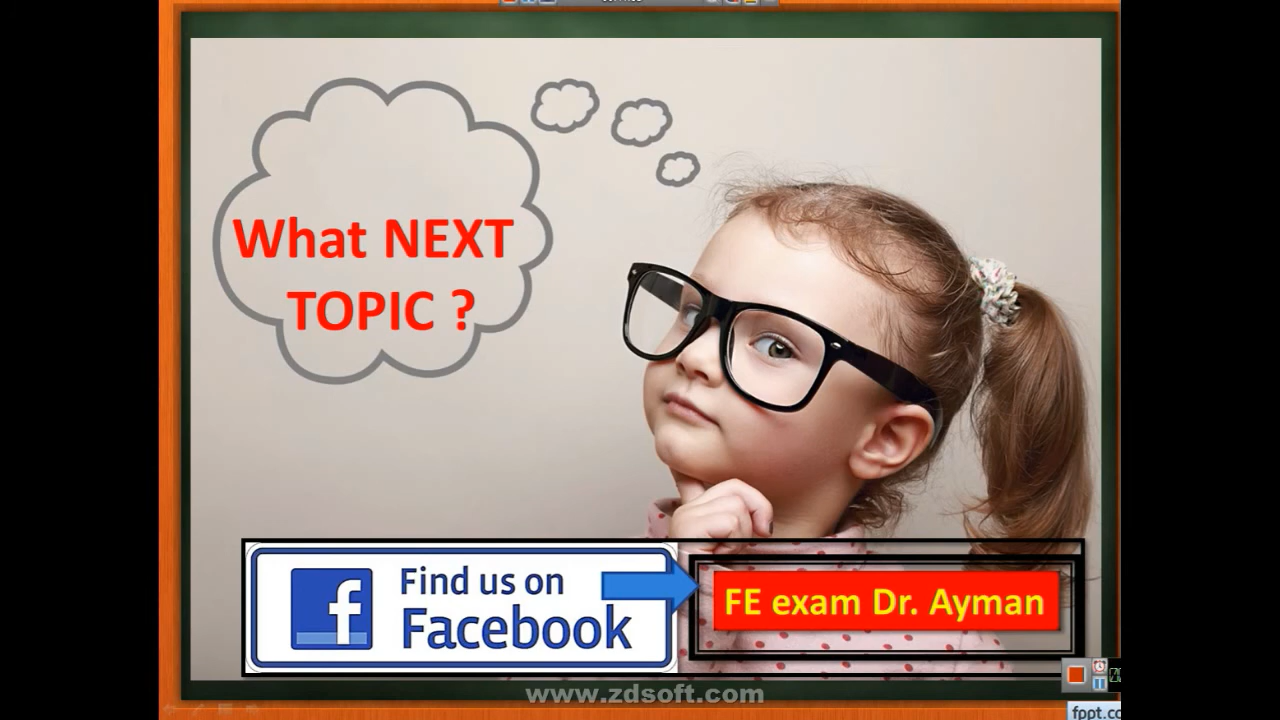 What NEXT
TOPIC ?
f
Find us on
Facebook
FE exam Dr. Ayman
www.zdsoft.com
fppt.co